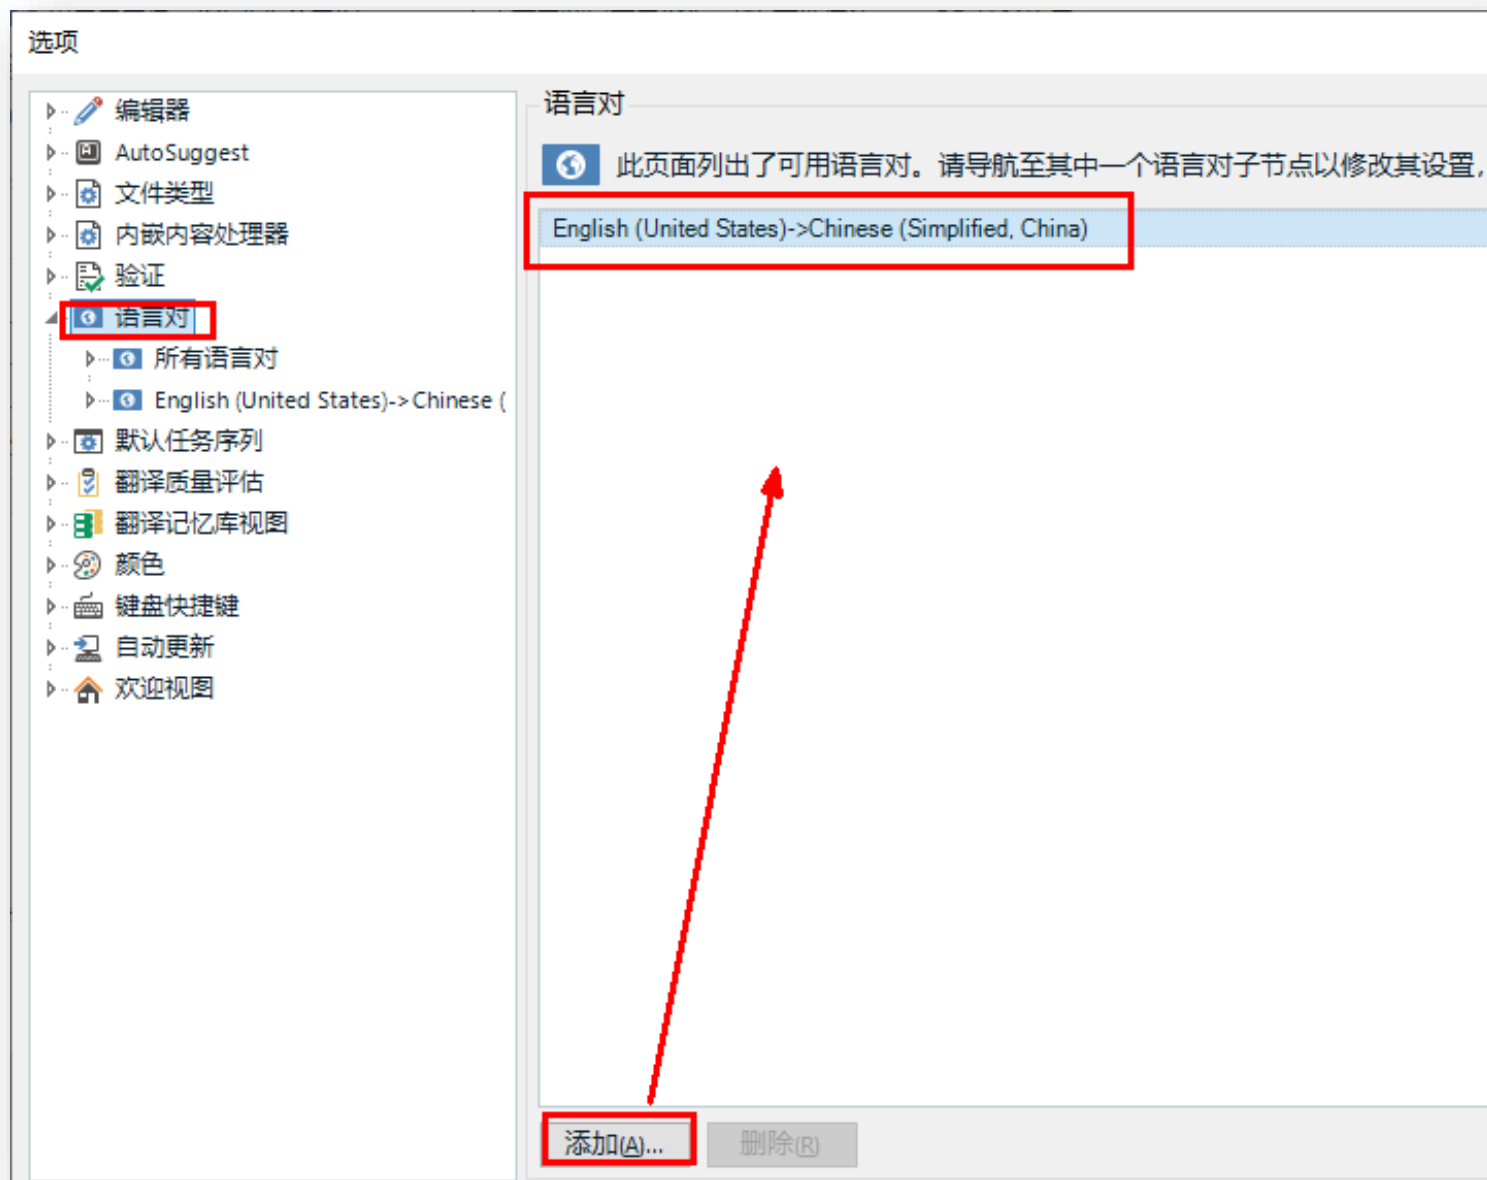 选项
编辑器
AutoSuggest
文件类型
内嵌内容处理器
验证
语言对
所有语言对
English (United States)->Chinese (
默认任务序列
翻译质量评估
翻译记忆库视图
颜色
键盘快捷键
自动更新
欢迎视图
语言对
此页面列出了可用语言对。请导航至其中一个语言对子节点以修改其设置，
English (United States)->Chinese (Simplified, China)
添加(A)...
删除(R)